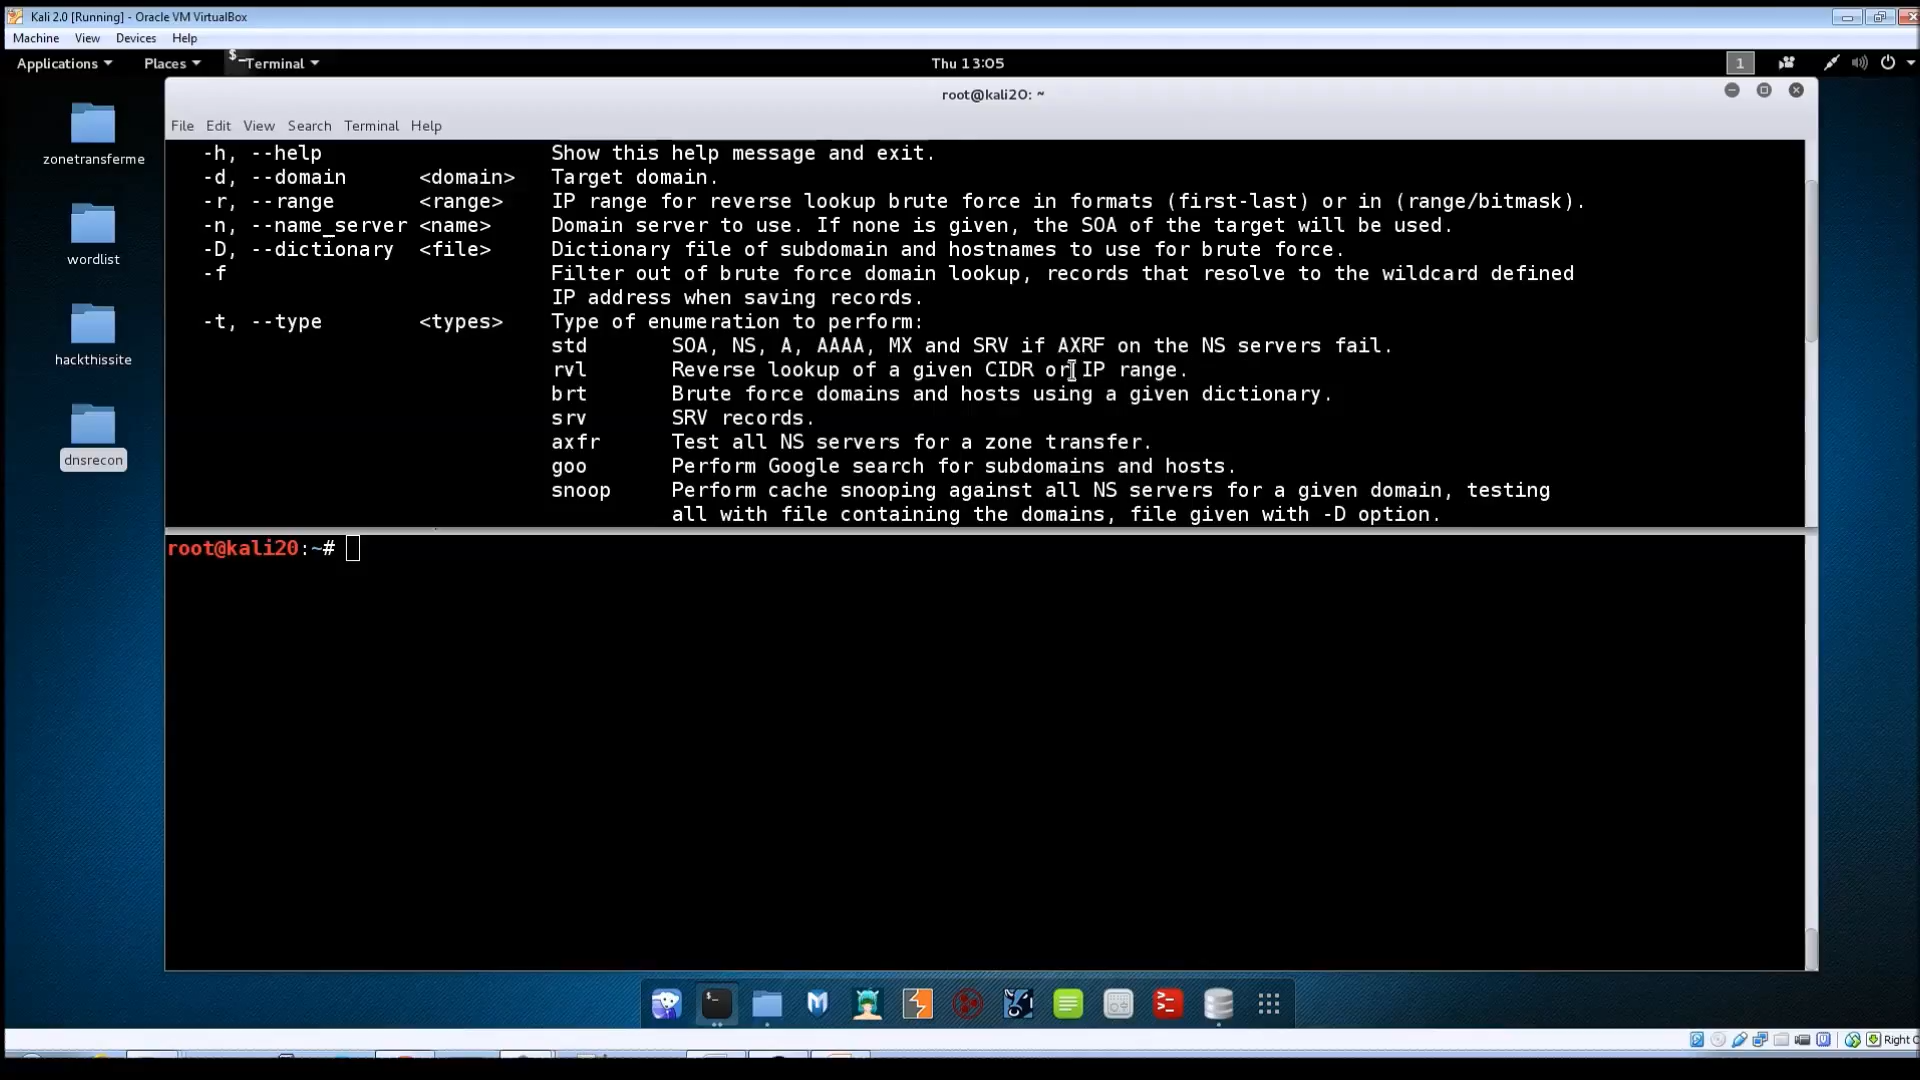 Kali 2.0 [Running] - Oracle VM VirtualBox
Machine View Devices Help
Applications Places Terminal Thu 13:05 1
root@kali20: ~
File Edit View Search Terminal Help
-h, --help Show this help message and exit.
-d, --domain <domain> Target domain.
-r, --range <range> IP range for reverse lookup brute force in formats (first-last) or in (range/bitmask).
-n, --name_server <name> Domain server to use. If none is given, the SOA of the target will be used.
-D, --dictionary <file> Dictionary file of subdomain and hostnames to use for brute force.
-f Filter out of brute force domain lookup, records that resolve to the wildcard defined
IP address when saving records.
-t, --type <types> Type of enumeration to perform:
std SOA, NS, A, AAAA, MX and SRV if AXRF on the NS servers fail.
rvl Reverse lookup of a given CIDR or IP range.
brt Brute force domains and hosts using a given dictionary.
srv SRV records.
axfr Test all NS servers for a zone transfer.
goo Perform Google search for subdomains and hosts.
snoop Perform cache snooping against all NS servers for a given domain, testing
all with file containing the domains, file given with -D option.
root@kali20:~#
zonetransferme
wordlist
hackthissite
dnsrecon
Right C